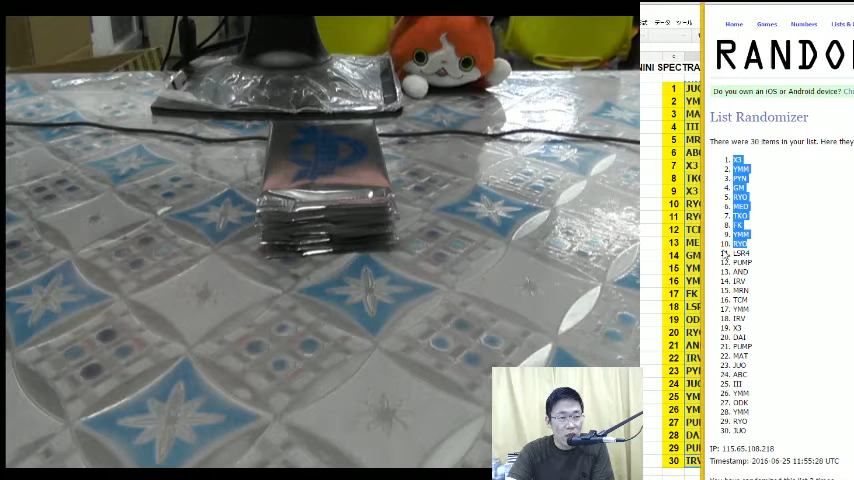 式 データ ツール
NINI SPECTRA
1 JUO
2 YM
3 MA
4 III
5 MR
6 AB
7 X3
8 TK
9 X3
10 RY
11 RY
12 TC
13 ME
14 GM
15 YM
16 YM
17 FK
18 LSR
19 OD
20 RY
21 AN
22 IRV
23 PY
24 JUO
25 YM
26 YM
27 PU
28 DA
29 PU
30 IRV
Home Games Numbers Lists &
RANDO
Do you own an iOS or Android device? Ch
List Randomizer
There were 30 items in your list. Here they
1. X3
2. YMM
3. PYN
4. GM
5. RYO
6. MED
7. TKO
8. FK
9. YMM
10. RYO
11. LSR4
12. PUMP
13. AND
14. IRV
15. MRN
16. TCM
17. YMM
18. IRV
19. X3
20. DAI
21. PUMP
22. MAT
23. JUO
24. ABC
25. III
26. YMM
27. ODK
28. YMM
29. RYO
30. JUO
IP: 115.65.108.218
Timestamp: 2016-06-25 11:55:28 UTC